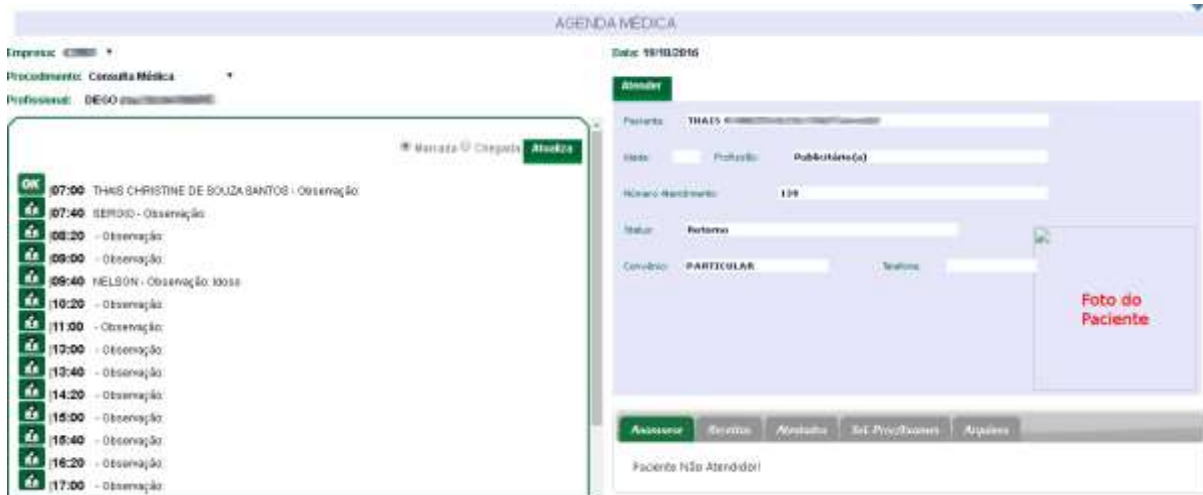 AGENDA MÉDICA
Empresa:
Procedimento: Consulta Médica
Profissional: DIEGO
Marcada Chegada Atualiza
OK |07:00 THAIS CHRISTINE DE SOUZA SANTOS - Observação:
|07:40 SERGIO - Observação:
|08:20 - Observação:
|09:00 - Observação:
|09:40 NELSON - Observação: Idoso
|10:20 - Observação:
|11:00 - Observação:
|13:00 - Observação:
|13:40 - Observação:
|14:20 - Observação:
|15:00 - Observação:
|15:40 - Observação:
|16:20 - Observação:
|17:00 - Observação:
Data: 19/10/2016
Atender
Paciente: THAIS
Idade: Profissão: Publicitário(a)
Número Atendimento: 139
Status: Retorno
Convênio: PARTICULAR Telefone:
Foto do
Paciente
Anamnese Receitas Atestados Sol. Proc/Exames Arquivos
Paciente Não Atendido!